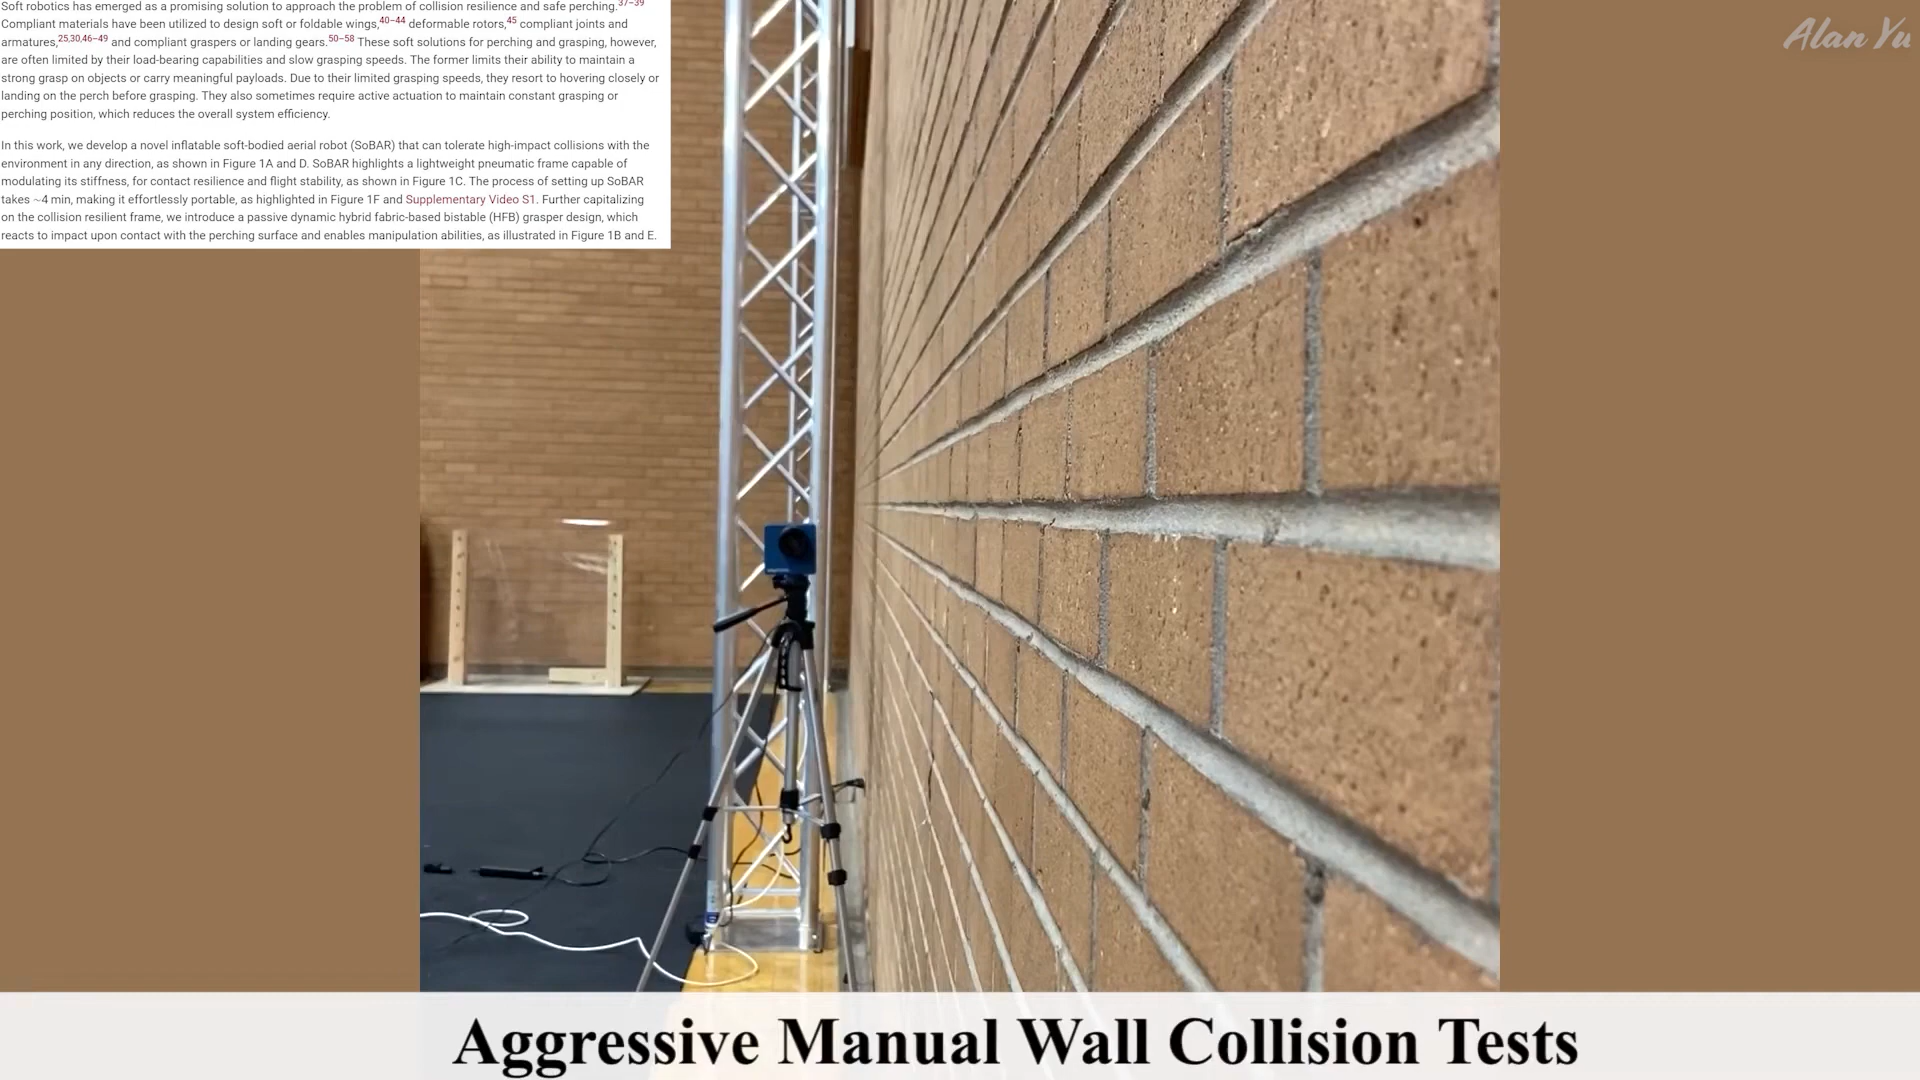 Soft robotics has emerged as a promising solution to approach the problem of collision resilience and safe perching.37–39
Compliant materials have been utilized to design soft or foldable wings,40–44 deformable rotors,45 compliant joints and
armatures,25,30,46–49 and compliant graspers or landing gears.50–58 These soft solutions for perching and grasping, however,
are often limited by their load-bearing capabilities and slow grasping speeds. The former limits their ability to maintain a
strong grasp on objects or carry meaningful payloads. Due to their limited grasping speeds, they resort to hovering closely or
landing on the perch before grasping. They also sometimes require active actuation to maintain constant grasping or
perching position, which reduces the overall system efficiency.
In this work, we develop a novel inflatable soft-bodied aerial robot (SoBAR) that can tolerate high-impact collisions with the
environment in any direction, as shown in Figure 1A and D. SoBAR highlights a lightweight pneumatic frame capable of
modulating its stiffness, for contact resilience and flight stability, as shown in Figure 1C. The process of setting up SoBAR
takes ~4 min, making it effortlessly portable, as highlighted in Figure 1F and Supplementary Video S1. Further capitalizing
on the collision resilient frame, we introduce a passive dynamic hybrid fabric-based bistable (HFB) grasper design, which
reacts to impact upon contact with the perching surface and enables manipulation abilities, as illustrated in Figure 1B and E.
Alan Yu
Aggressive Manual Wall Collision Tests